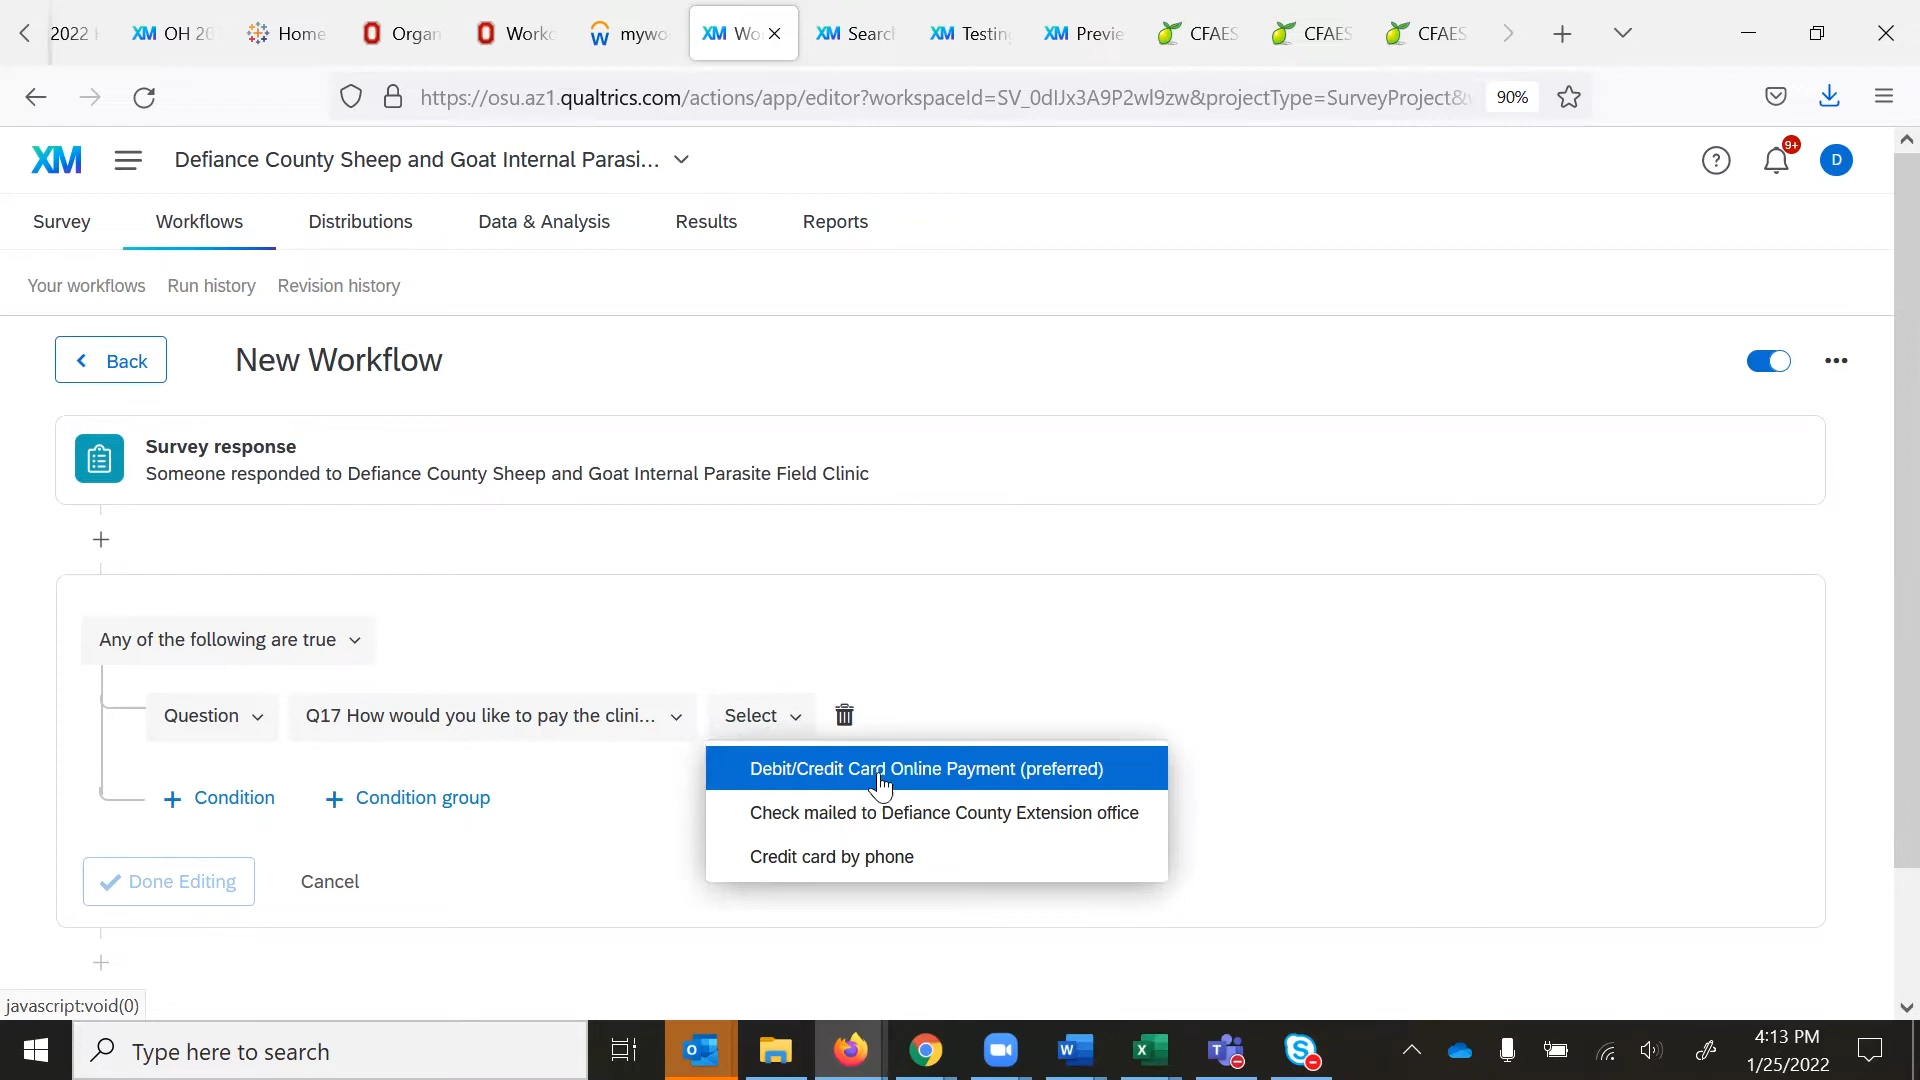 2022
XM OH 20
Home
Organ
Workd
mywo
XM Wo
XM Searc
XM Testin
XM Previe
CFAES
CFAES
CFAES
https://osu.az1.qualtrics.com/actions/app/editor?workspaceId=SV_0dIJx3A9P2wl9zw&projectType=SurveyProject&
90%
XM
Defiance County Sheep and Goat Internal Parasi...
9+
D
Survey
Workflows
Distributions
Data & Analysis
Results
Reports
Your workflows
Run history
Revision history
Back
New Workflow
Survey response
Someone responded to Defiance County Sheep and Goat Internal Parasite Field Clinic
Any of the following are true
Question
Q17 How would you like to pay the clini...
Select
Debit/Credit Card Online Payment (preferred)
Check mailed to Defiance County Extension office
Credit card by phone
+ Condition
+ Condition group
Done Editing
Cancel
javascript:void(0)
Type here to search
4:13 PM
1/25/2022